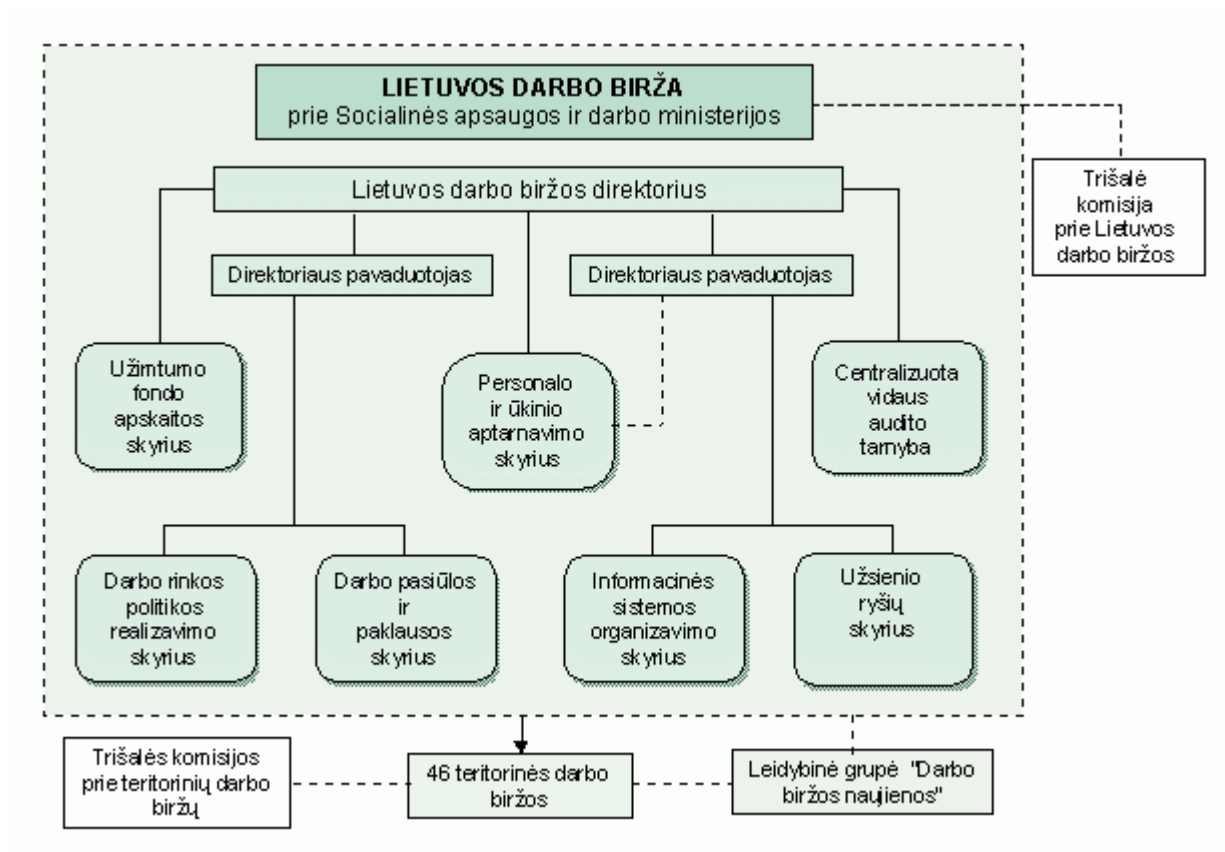 LIETUVOS DARBO BIRŽA
prie Socialinės apsaugos ir darbo ministerijos
Trišalė
komisija
prie Lietuvos
darbo biržos
Lietuvos darbo biržos direktorius
Direktoriaus pavaduotojas
Direktoriaus pavaduotojas
Užimtumo
fondo
apskaitos
skyrius
Personalo
ir ūkinio
aptarnavimo
skyrius
Centralizuota
vidaus
audito
tarnyba
Darbo rinkos
politikos
realizavimo
skyrius
Darbo pasiūlos
ir
paklausos
skyrius
Informacinės
sistemos
organizavimo
skyrius
Užsienio
ryšių
skyrius
Trišalės komisijos
prie teritorinių darbo
biržų
46 teritorinės darbo
biržos
Leidybinė grupė "Darbo
biržos naujienos"